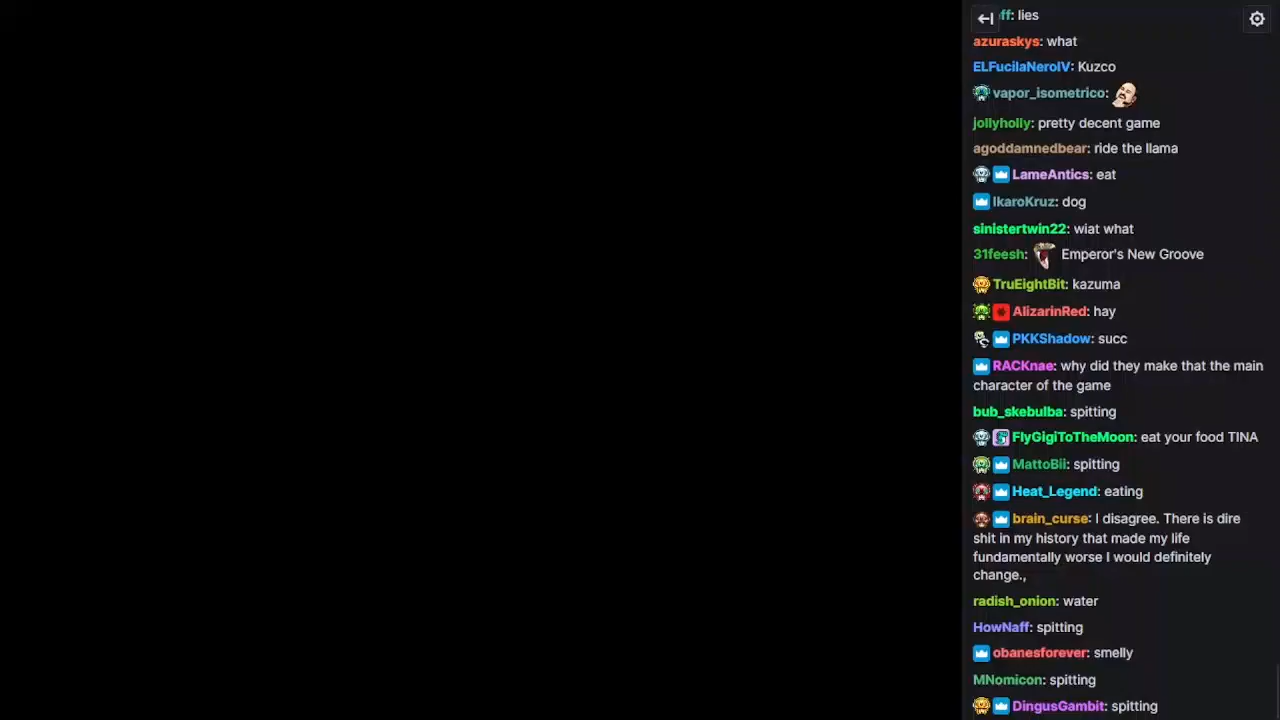 ff: lies
azuraskys: what
ELFucilaNeroIV: Kuzco
vapor_isometrico:
jollyholly: pretty decent game
agoddamnedbear: ride the llama
LameAntics: eat
IkaroKruz: dog
sinistertwin22: wiat what
31feesh: Emperor's New Groove
TruEightBit: kazuma
AlizarinRed: hay
PKKShadow: succ
RACKnae: why did they make that the main
character of the game
bub_skebulba: spitting
FlyGigiToTheMoon: eat your food TINA
MattoBii: spitting
Heat_Legend: eating
brain_curse: I disagree. There is dire
shit in my history that made my life
fundamentally worse I would definitely
change.,
radish_onion: water
HowNaff: spitting
obanesforever: smelly
MNomicon: spitting
DingusGambit: spitting